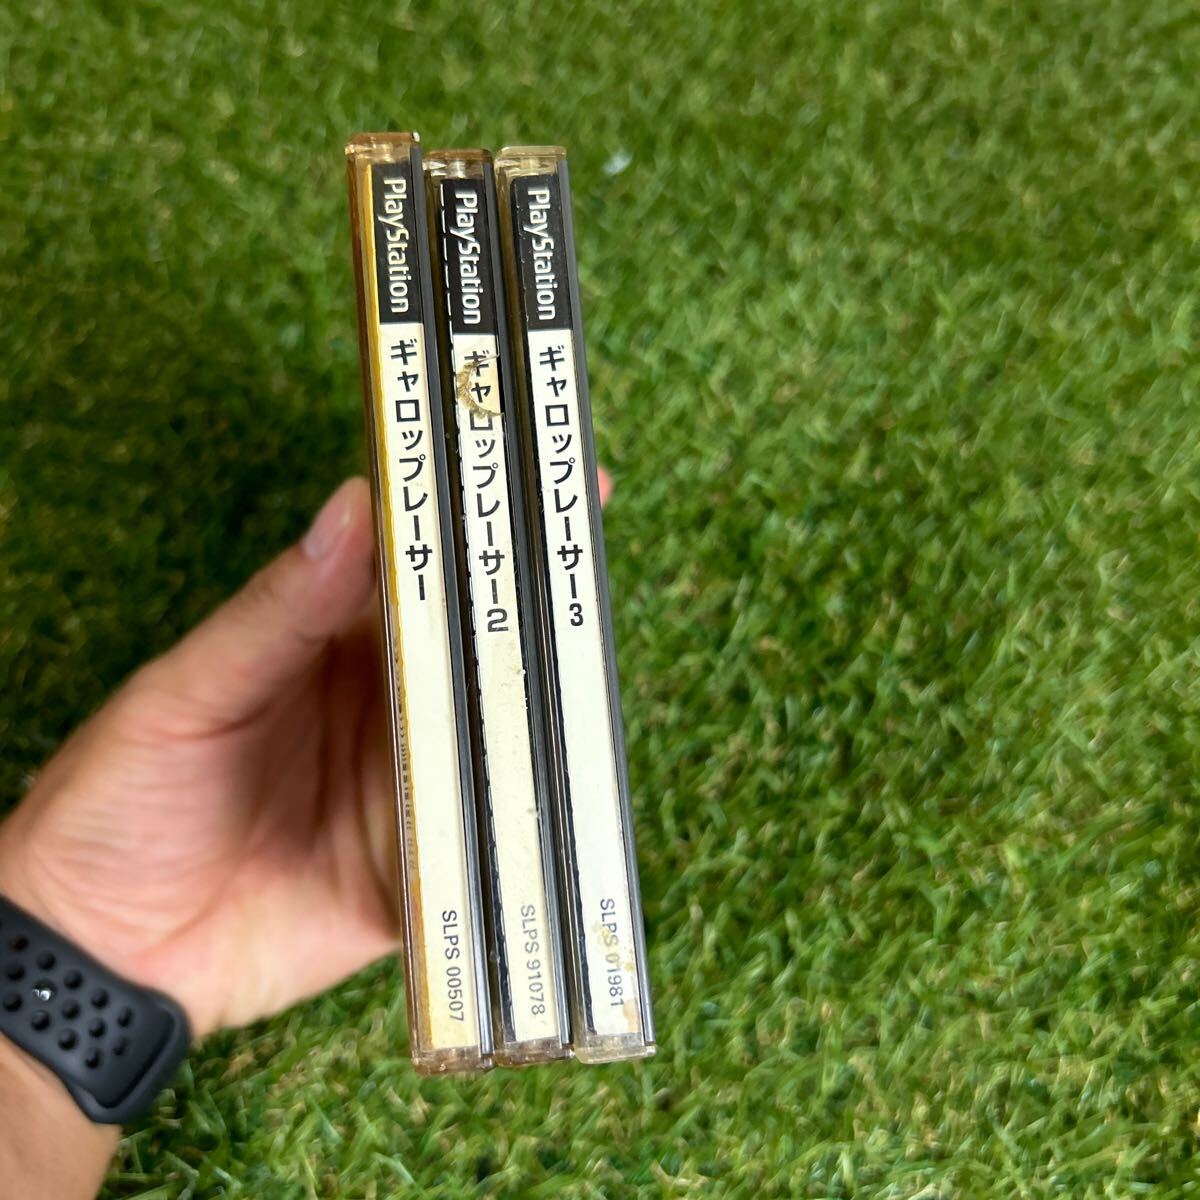 PlayStation ギャロップレーサー SLPS 00507
PlayStation ギャロップレーサー2 SLPS 91078
PlayStation ギャロップレーサー3 SLPS 01981